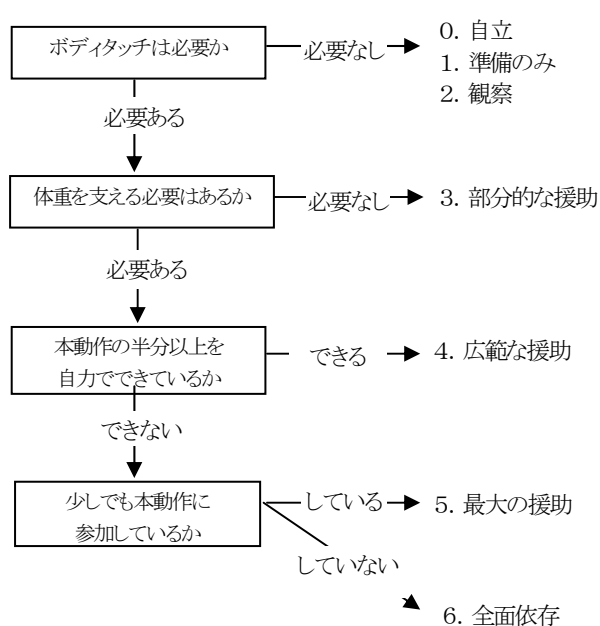 ボディタッチは必要か
必要なし
0. 自立
1. 準備のみ
2. 観察
必要ある
体重を支える必要はあるか
必要なし
3. 部分的な援助
必要ある
本動作の半分以上を
自力でできているか
できる
4. 広範な援助
できない
少しでも本動作に
参加しているか
している
5. 最大の援助
していない
6. 全面依存